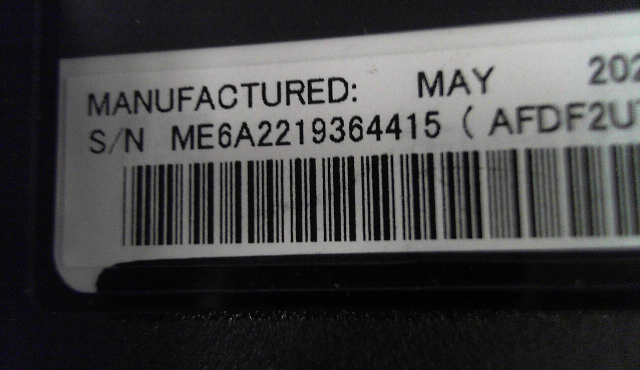 MANUFACTURED: MAY 202
S/N ME6A2219364415 ( AFDF2U